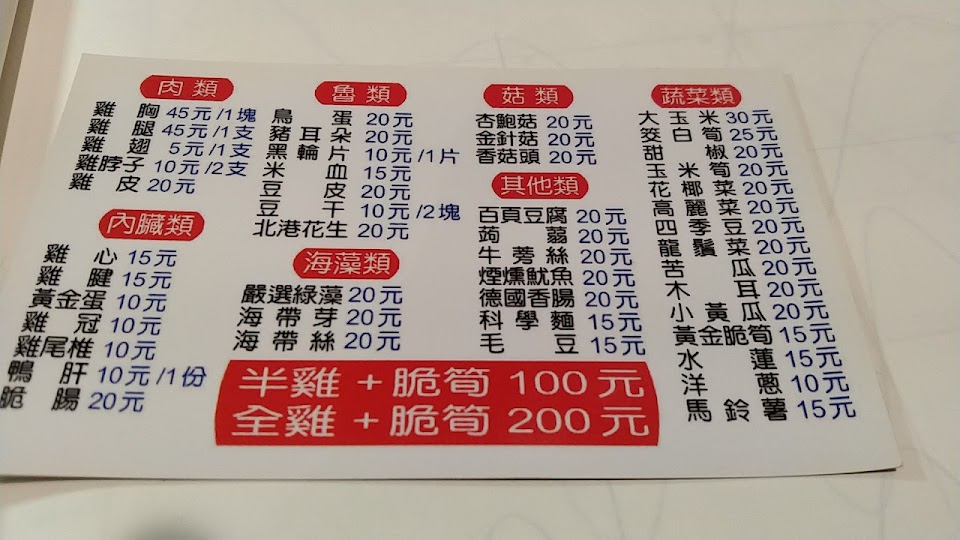 肉類
雞胸 45元/1塊
雞腿 45元/1支
雞翅 5元/1支
雞脖子 10元/2支
雞皮 20元
內臟類
雞心 15元
雞腱 15元
黃金蛋 10元
雞冠 10元
雞尾椎 10元
鴨肝 10元/1份
脆腸 20元
魯類
鳥蛋 20元
豬耳朵 20元
黑輪片 10元/1片
米血 15元
豆皮 20元
豆干 10元/2塊
北港花生 20元
海藻類
嚴選綠藻 20元
海帶芽 20元
海帶絲 20元
菇類
杏鮑菇 20元
金針菇 20元
香菇頭 20元
其他類
百頁豆腐 20元
蒟蒻 20元
牛蒡絲 20元
煙燻魷魚 20元
德國香腸 20元
科學麵 15元
毛豆 15元
蔬菜類
大玉米 30元
筊白筍 25元
甜椒 20元
玉米筍 20元
花椰菜 20元
高麗菜 20元
四季豆 20元
龍鬚菜 20元
苦瓜 20元
木耳 20元
小黃瓜 20元
黃金脆筍 15元
水蓮 15元
洋蔥 10元
馬鈴薯 15元
半雞+脆筍 100元
全雞+脆筍 200元